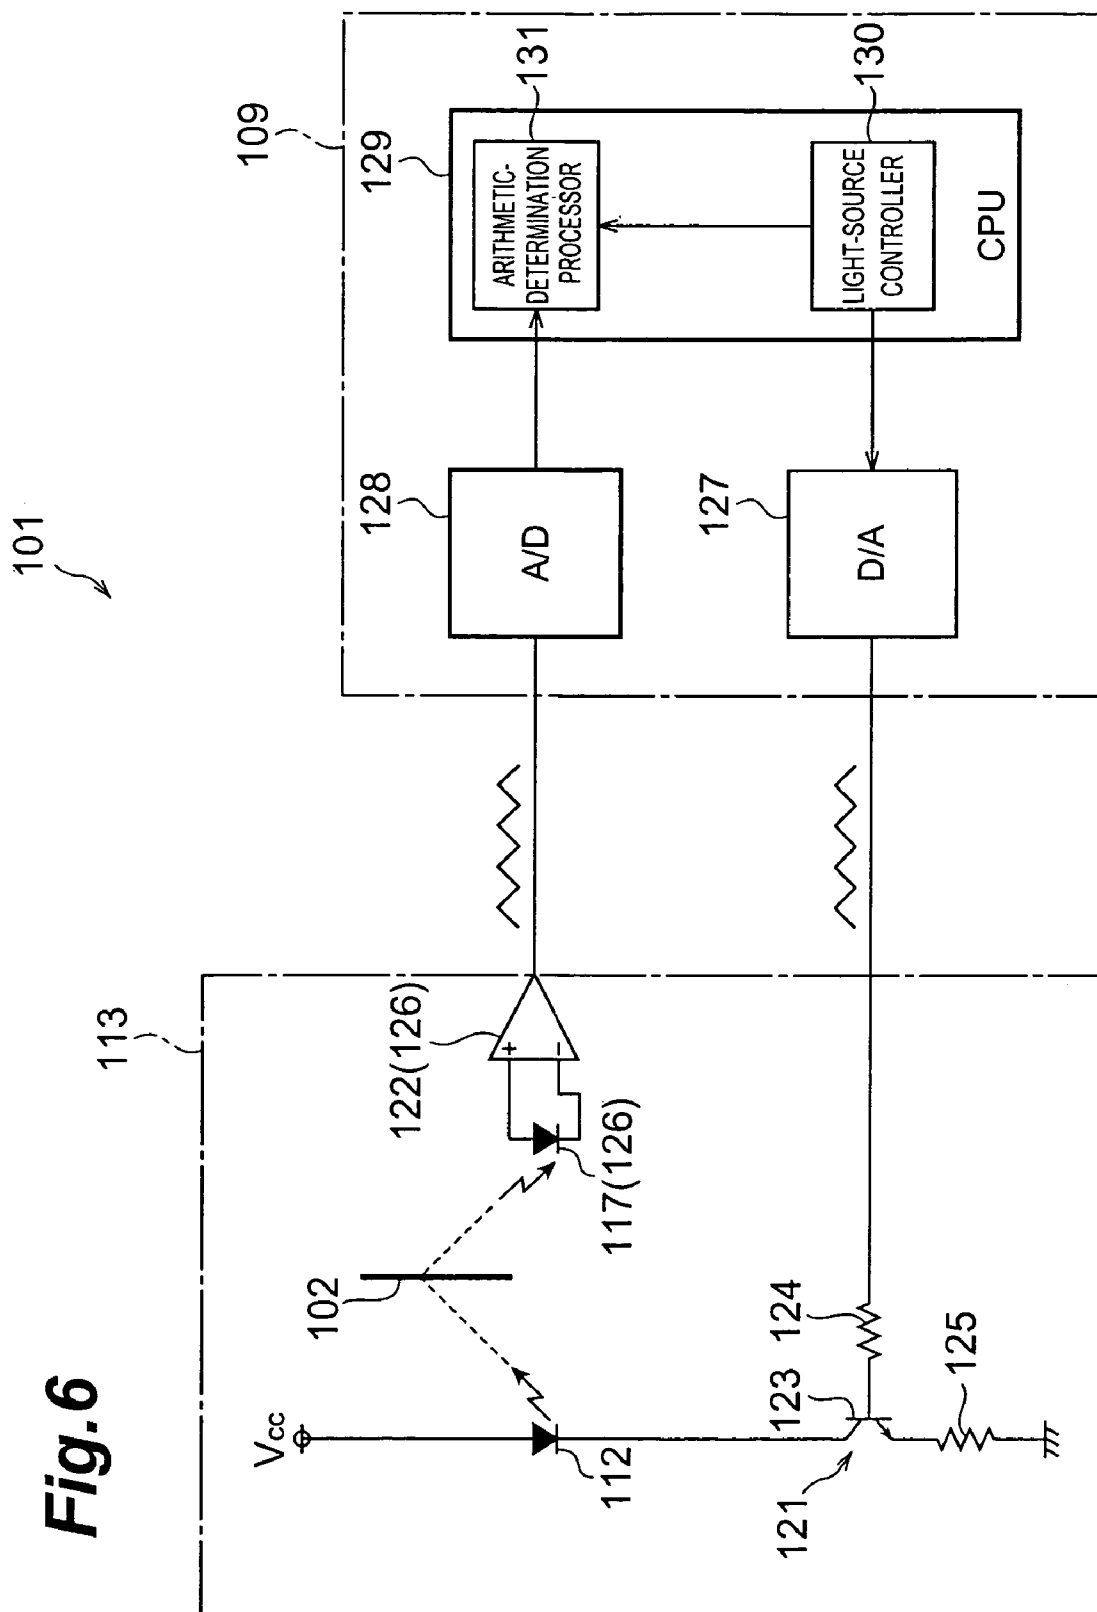 Fig.6
101
113
109
Vcc
112
102
117(126)
122(126)
128
A/D
129
131
ARITHMETIC-
DETERMINATION
PROCESSOR
121
123
124
125
127
D/A
130
LIGHT-SOURCE
CONTROLLER
CPU
+
−